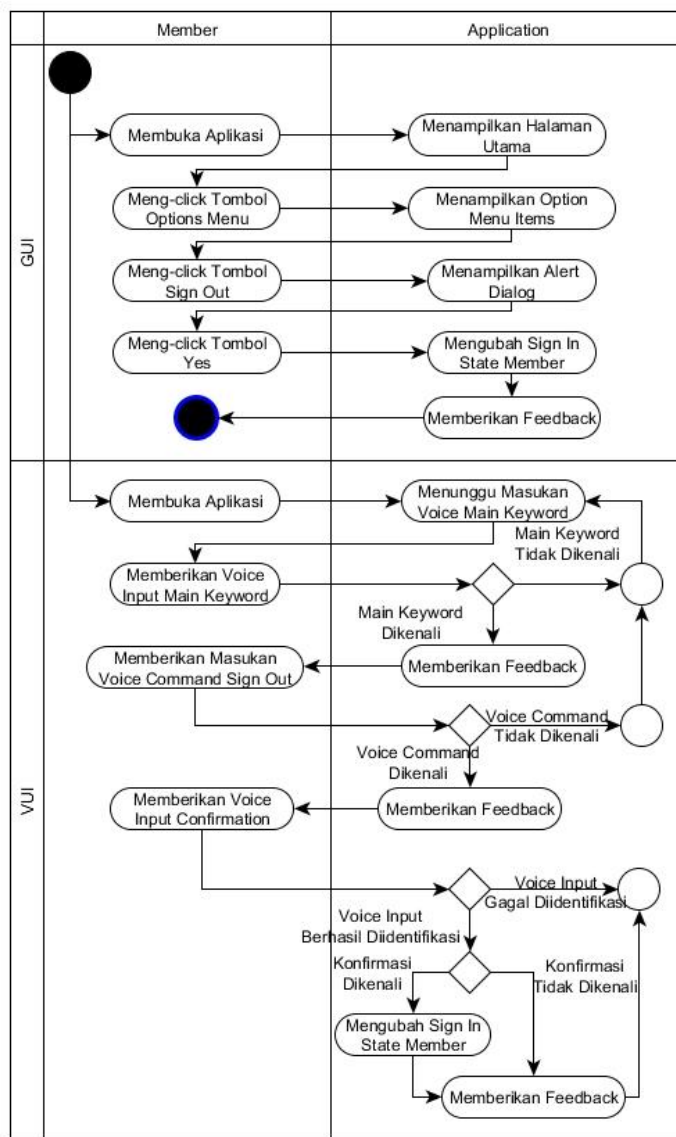 Member
Application
GUI
Membuka Aplikasi
Menampilkan Halaman
Utama
Meng-click Tombol
Options Menu
Menampilkan Option
Menu Items
Meng-click Tombol
Sign Out
Menampilkan Alert
Dialog
Meng-click Tombol
Yes
Mengubah Sign In
State Member
Memberikan Feedback
VUI
Membuka Aplikasi
Menunggu Masukan
Voice Main Keyword
Main Keyword
Tidak Dikenali
Memberikan Voice
Input Main Keyword
Main Keyword
Dikenali
Memberikan Masukan
Voice Command Sign Out
Memberikan Feedback
Voice Command
Tidak Dikenali
Voice Command
Dikenali
Memberikan Voice
Input Confirmation
Memberikan Feedback
Voice Input
Gagal Diidentifikasi
Voice Input
Berhasil Diidentifikasi
Konfirmasi
Dikenali
Konfirmasi
Tidak Dikenali
Mengubah Sign In
State Member
Memberikan Feedback